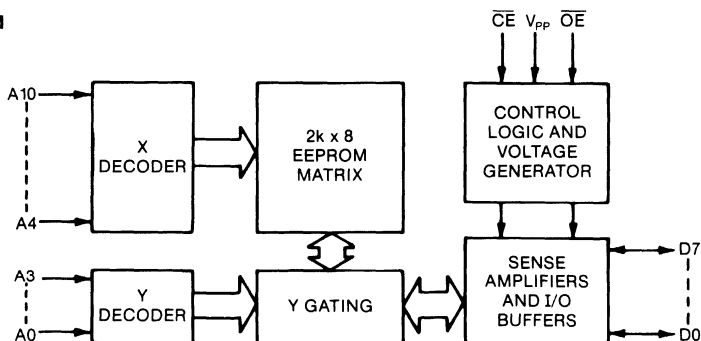 CE VPP OE
A10
X
DECODER
A4
2k x 8
EEPROM
MATRIX
CONTROL
LOGIC AND
VOLTAGE
GENERATOR
A3
Y
DECODER
A0
Y GATING
SENSE
AMPLIFIERS
AND I/O
BUFFERS
D7
D0